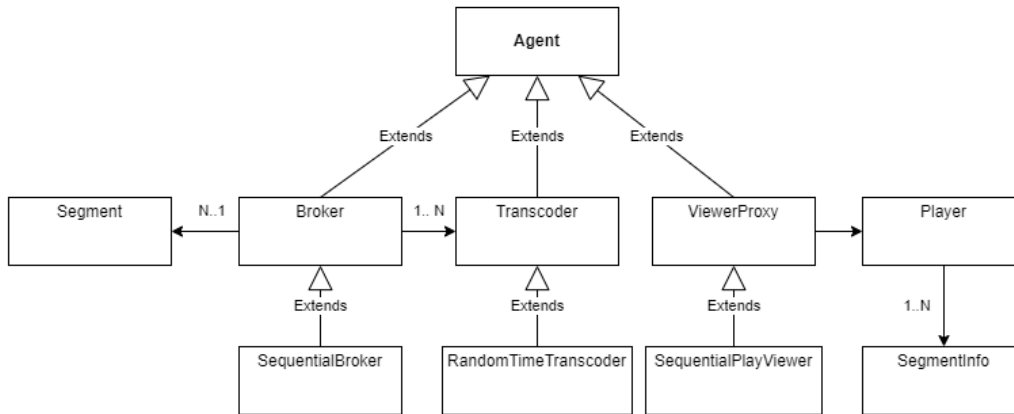 Agent
Extends
Extends
Extends
Segment
N..1
Broker
1.. N
Transcoder
ViewerProxy
Player
Extends
Extends
Extends
1..N
SequentialBroker
RandomTimeTranscoder
SequentialPlayViewer
SegmentInfo